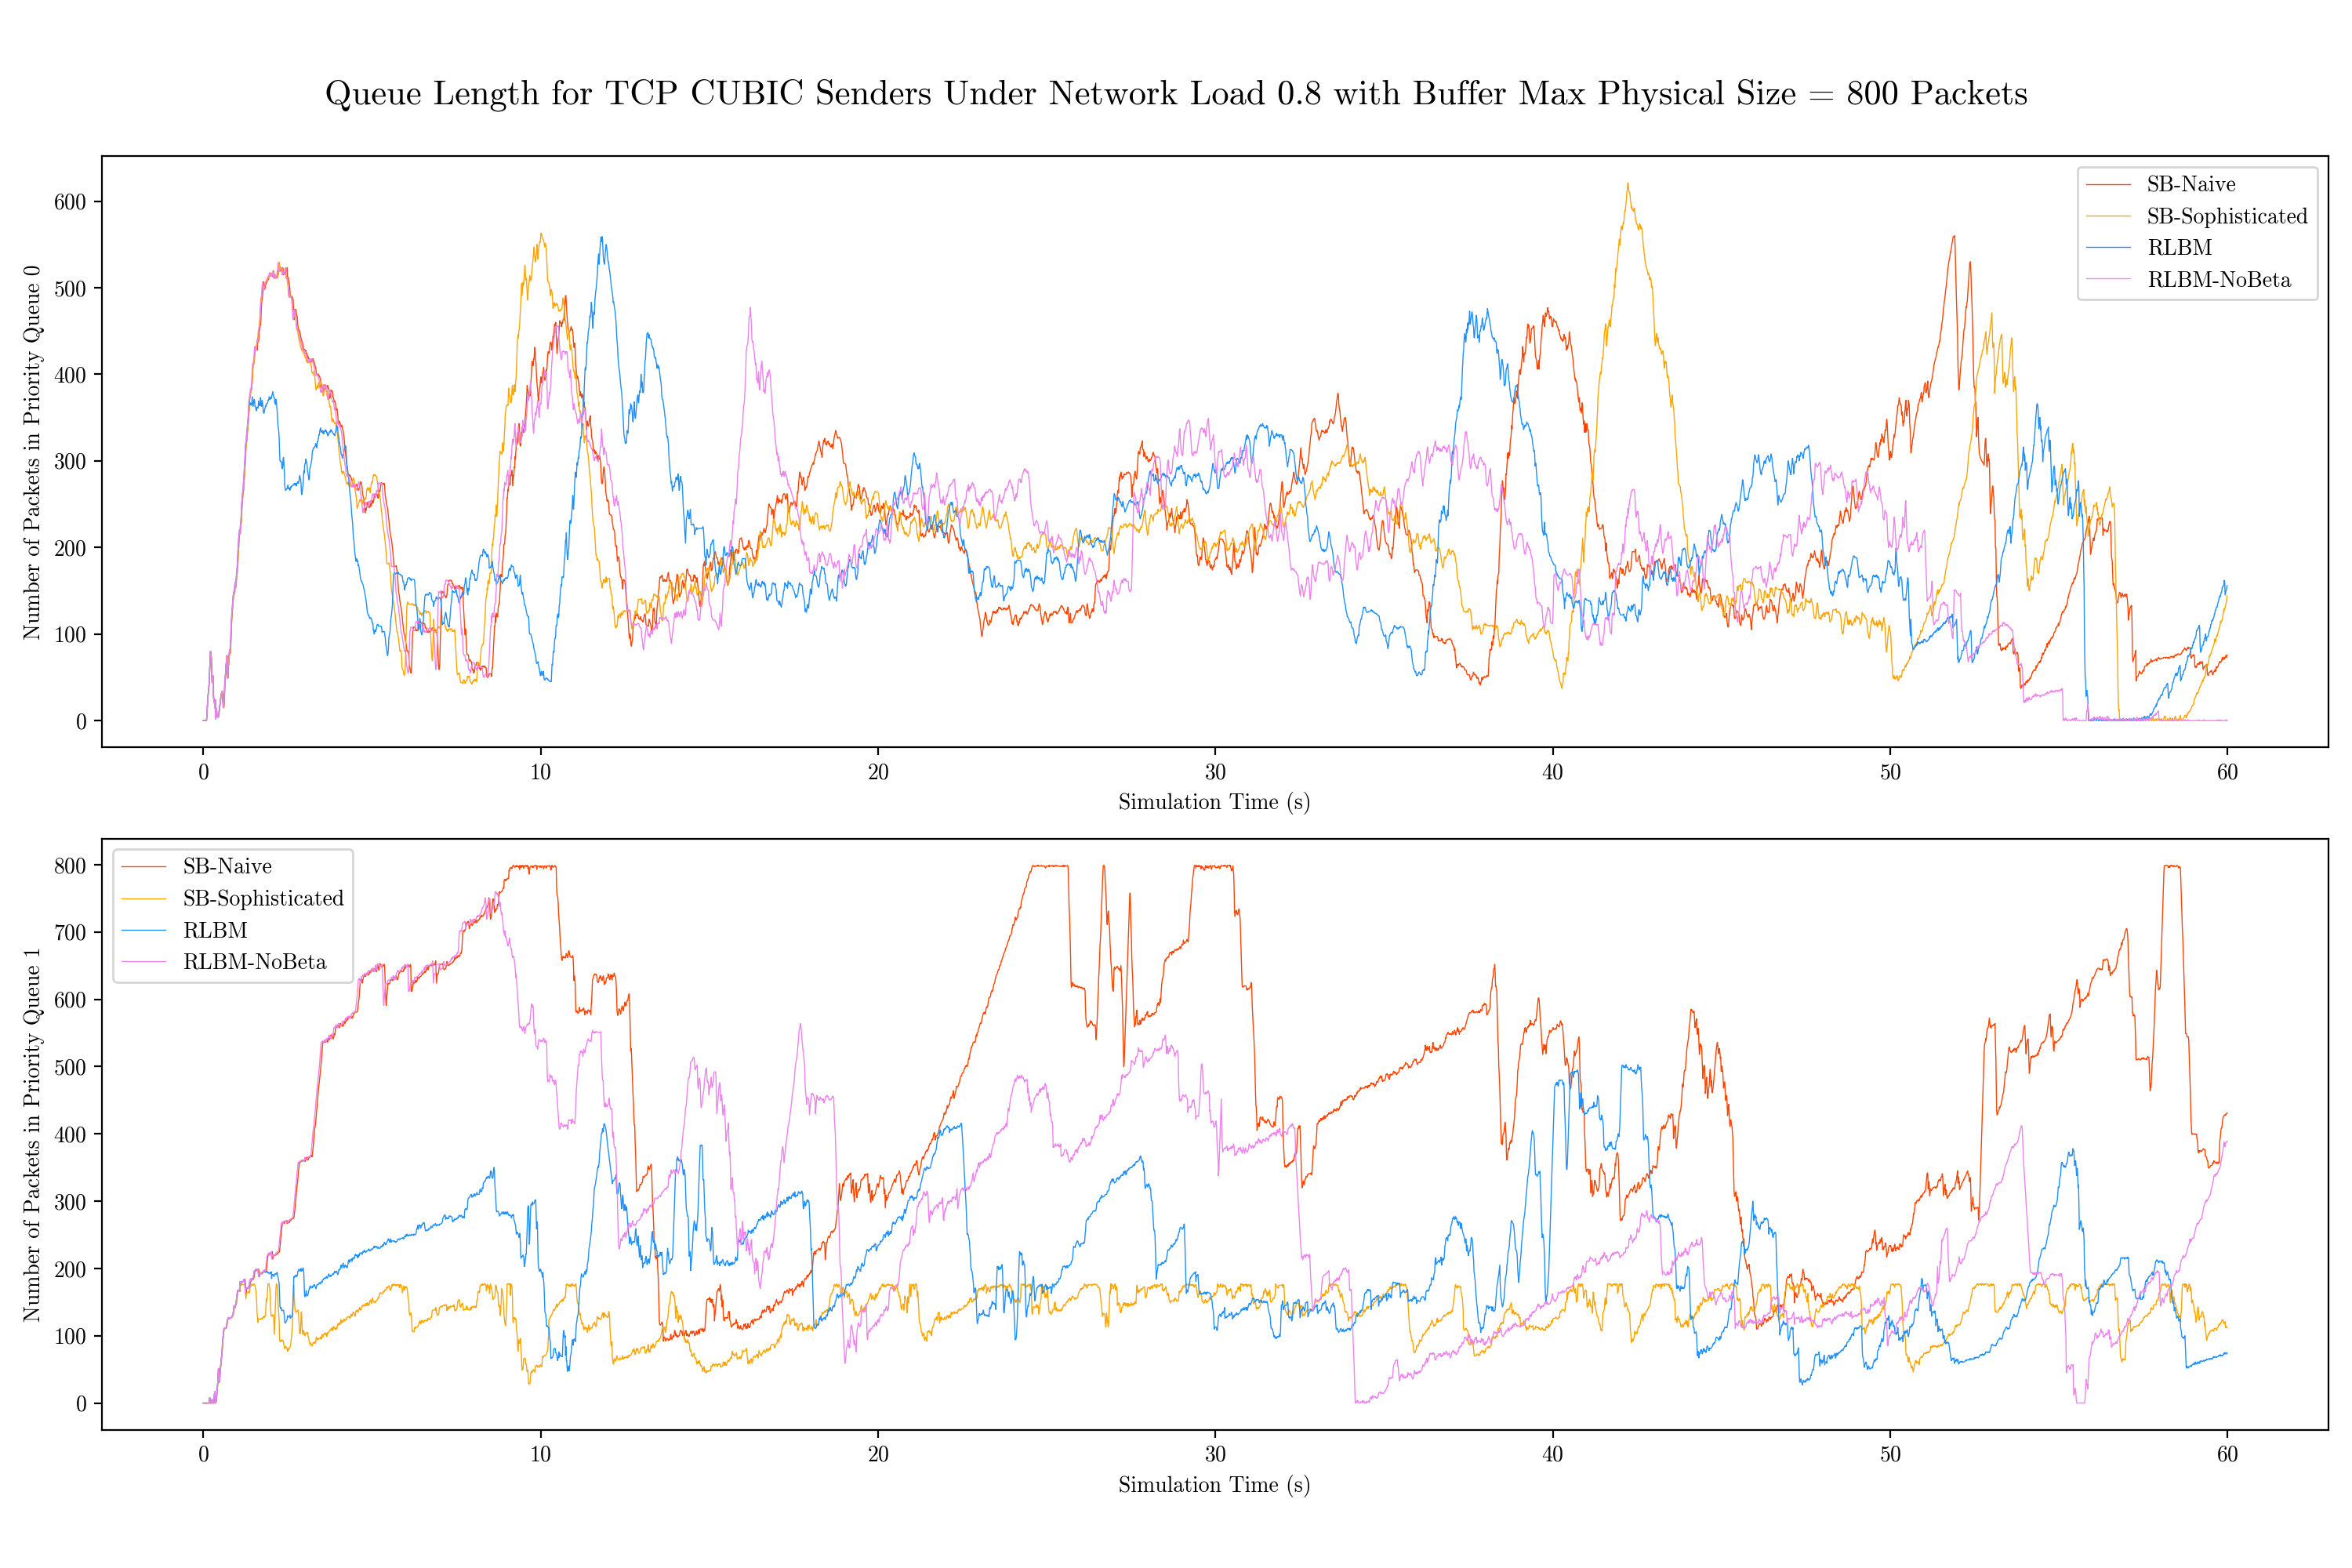 Queue Length for TCP CUBIC Senders Under Network Load 0.8 with Buffer Max Physical Size = 800 Packets
Number of Packets in Priority Queue 0
600
500
400
300
200
100
0
SB-Naive
SB-Sophisticated
RLBM
RLBM-NoBeta
0 10 20 30 40 50 60
Simulation Time (s)
Number of Packets in Priority Queue 1
800
700
600
500
400
300
200
100
0
SB-Naive
SB-Sophisticated
RLBM
RLBM-NoBeta
0 10 20 30 40 50 60
Simulation Time (s)